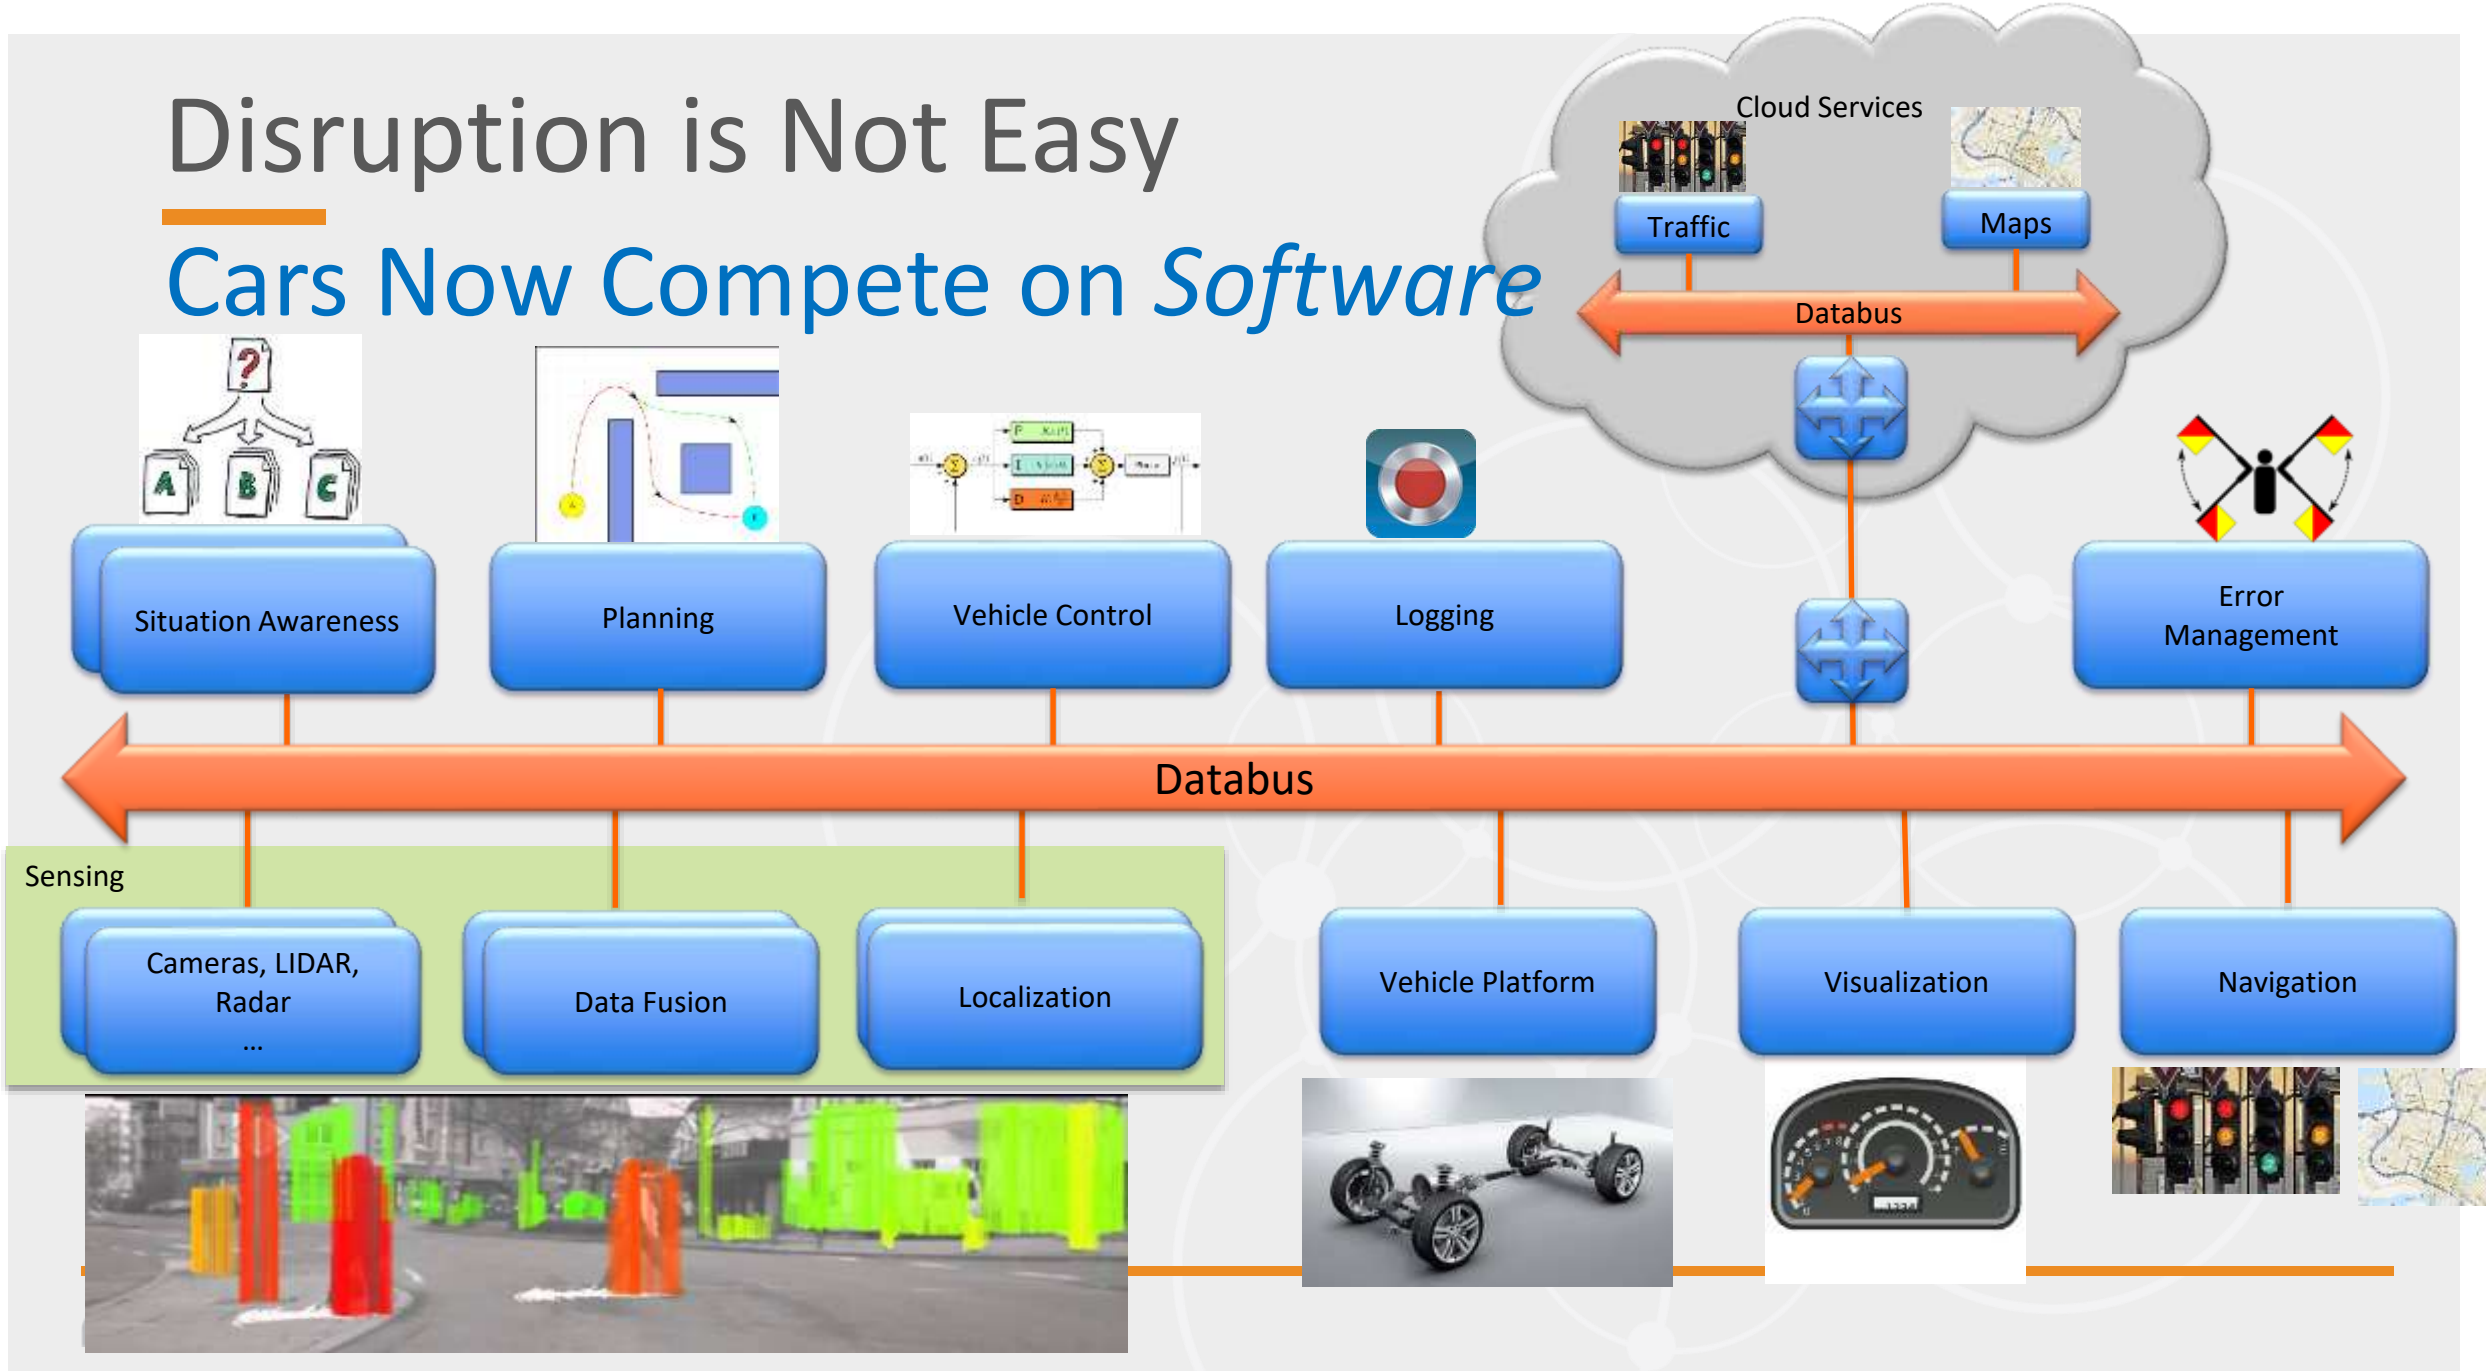 Disruption is Not Easy
Cars Now Compete on Software
Cloud Services
Traffic
Maps
Databus
?
A
B
C
P
I
D
Situation Awareness
Planning
Vehicle Control
Logging
Error
Management
Databus
Sensing
Cameras, LIDAR,
Radar
...
Data Fusion
Localization
Vehicle Platform
Visualization
Navigation